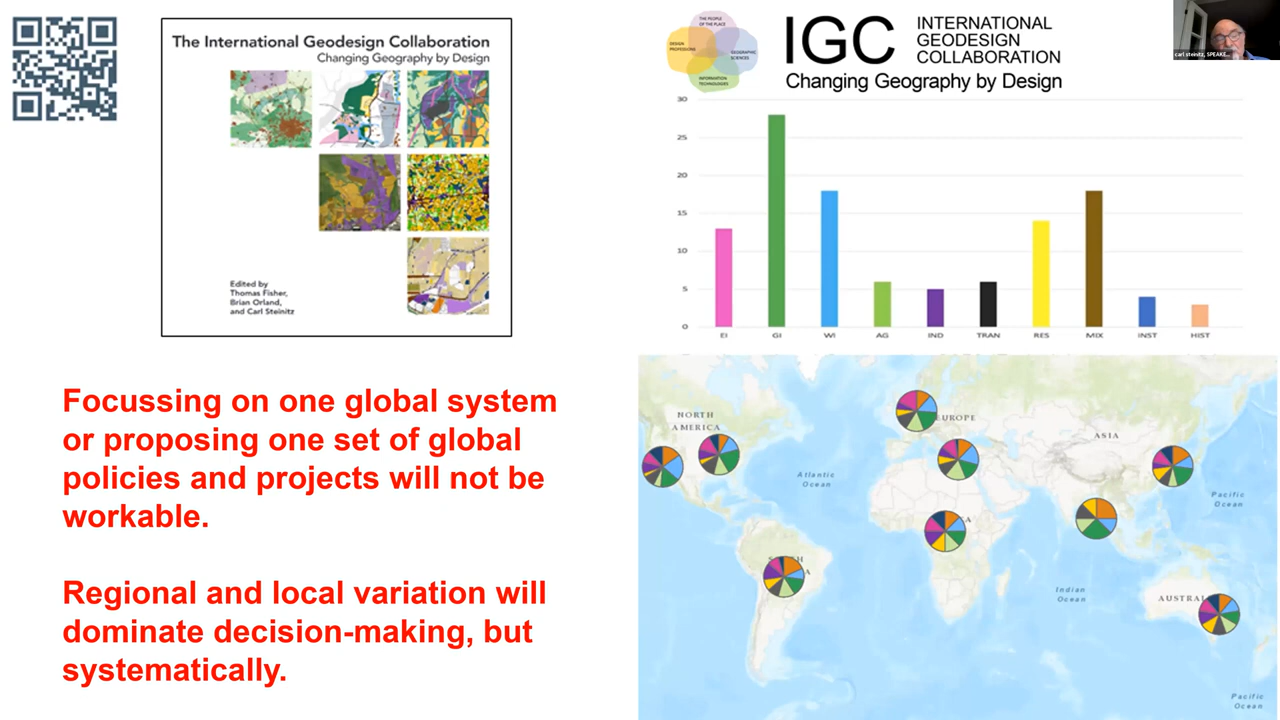 The International Geodesign Collaboration
Changing Geography by Design
Edited by
Thomas Fisher,
Brian Orland,
and Carl Steinitz
Focussing on one global system
or proposing one set of global
policies and projects will not be
workable.
Regional and local variation will
dominate decision-making, but
systematically.
THE PEOPLE
OF THE PLACE
DESIGN
PROFESSIONS
GEOGRAPHIC
SCIENCES
INFORMATION
TECHNOLOGIES
IGC
INTERNATIONAL
GEODESIGN
COLLABORATION
Changing Geography by Design
carl steinitz, SPEAKE...
30
25
20
15
10
5
0
EI GI WI AG IND TRAN RES MIX INST HIST
NORTH
AMERICA
EUROPE
ASIA
Atlantic
Ocean
Pacific
Ocean
Indian
Ocean
Pacific
Ocean